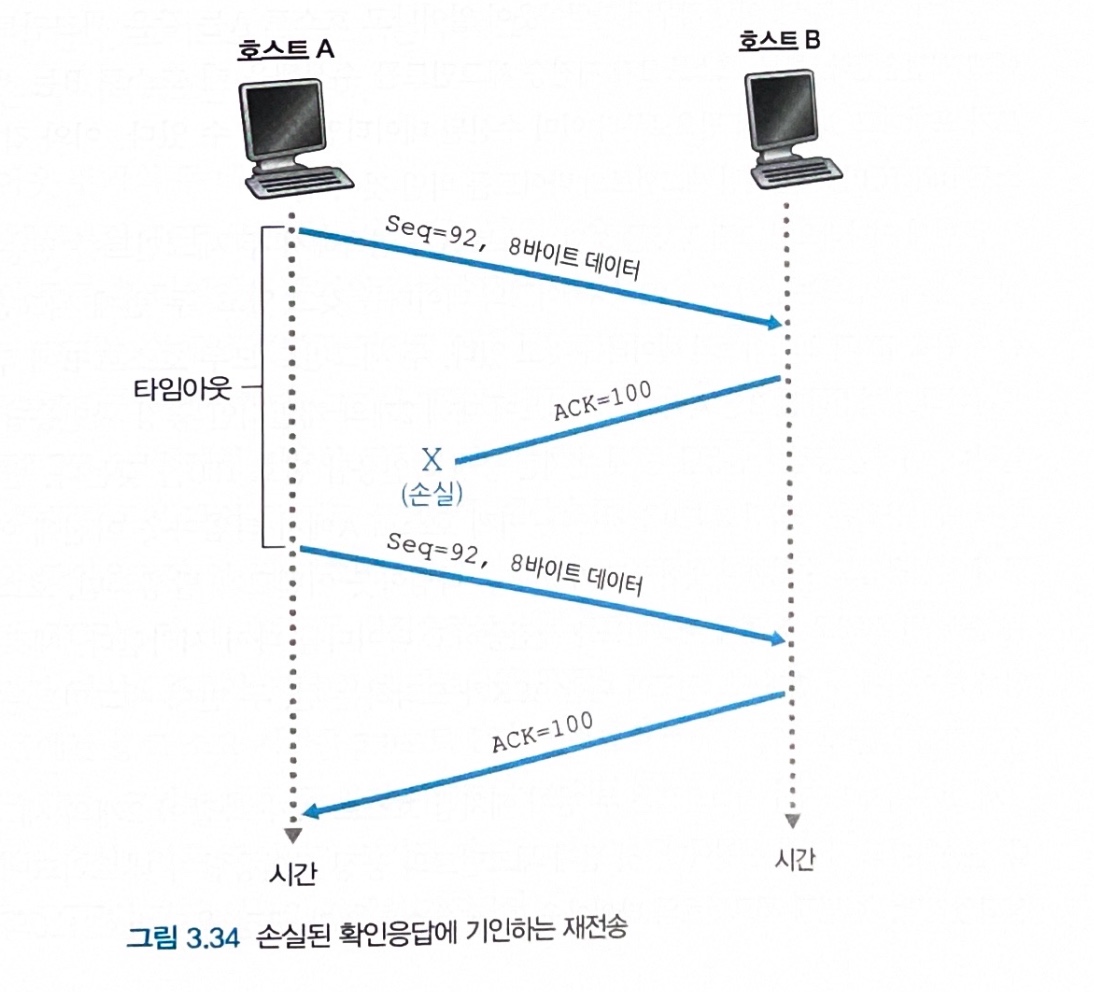 호스트 A
호스트 B
Seq=92, 8바이트 데이터
타임아웃
ACK=100
X
(손실)
Seq=92, 8바이트 데이터
ACK=100
시간
시간
그림 3.34 손실된 확인응답에 기인하는 재전송